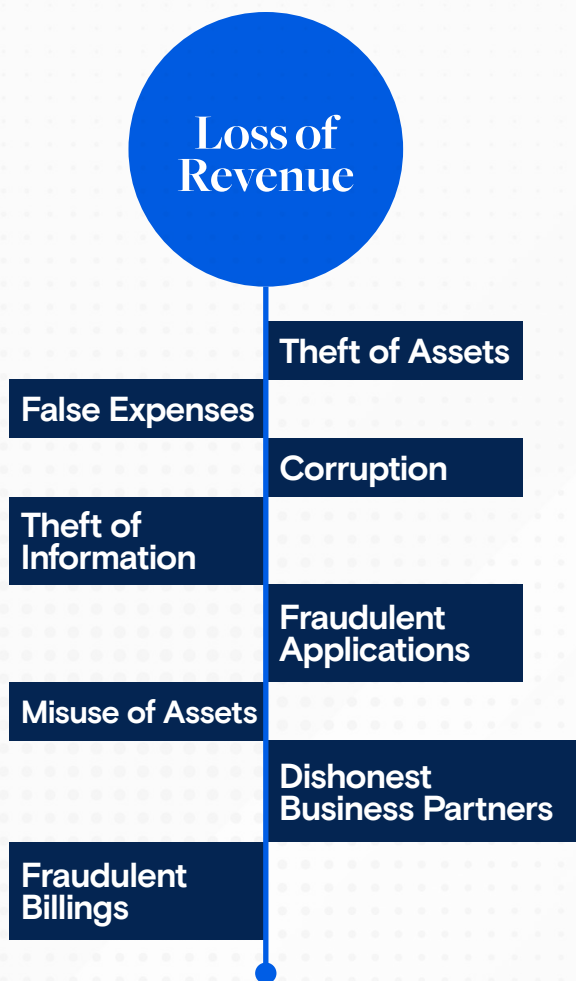 Loss of
Revenue
Theft of Assets
False Expenses
Corruption
Theft of
Information
Fraudulent
Applications
Misuse of Assets
Dishonest
Business Partners
Fraudulent
Billings